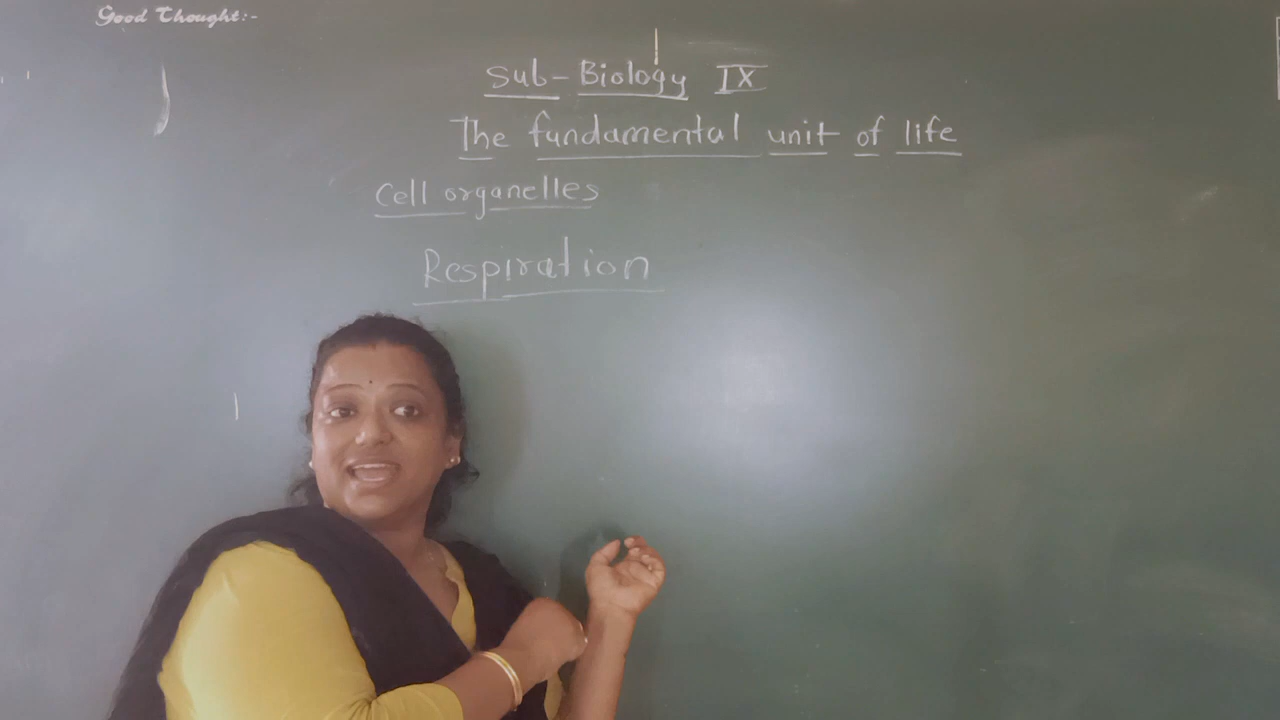 Good Thought:-
Sub-Biology IX
The fundamental unit of life
Cell organelles
Respiration